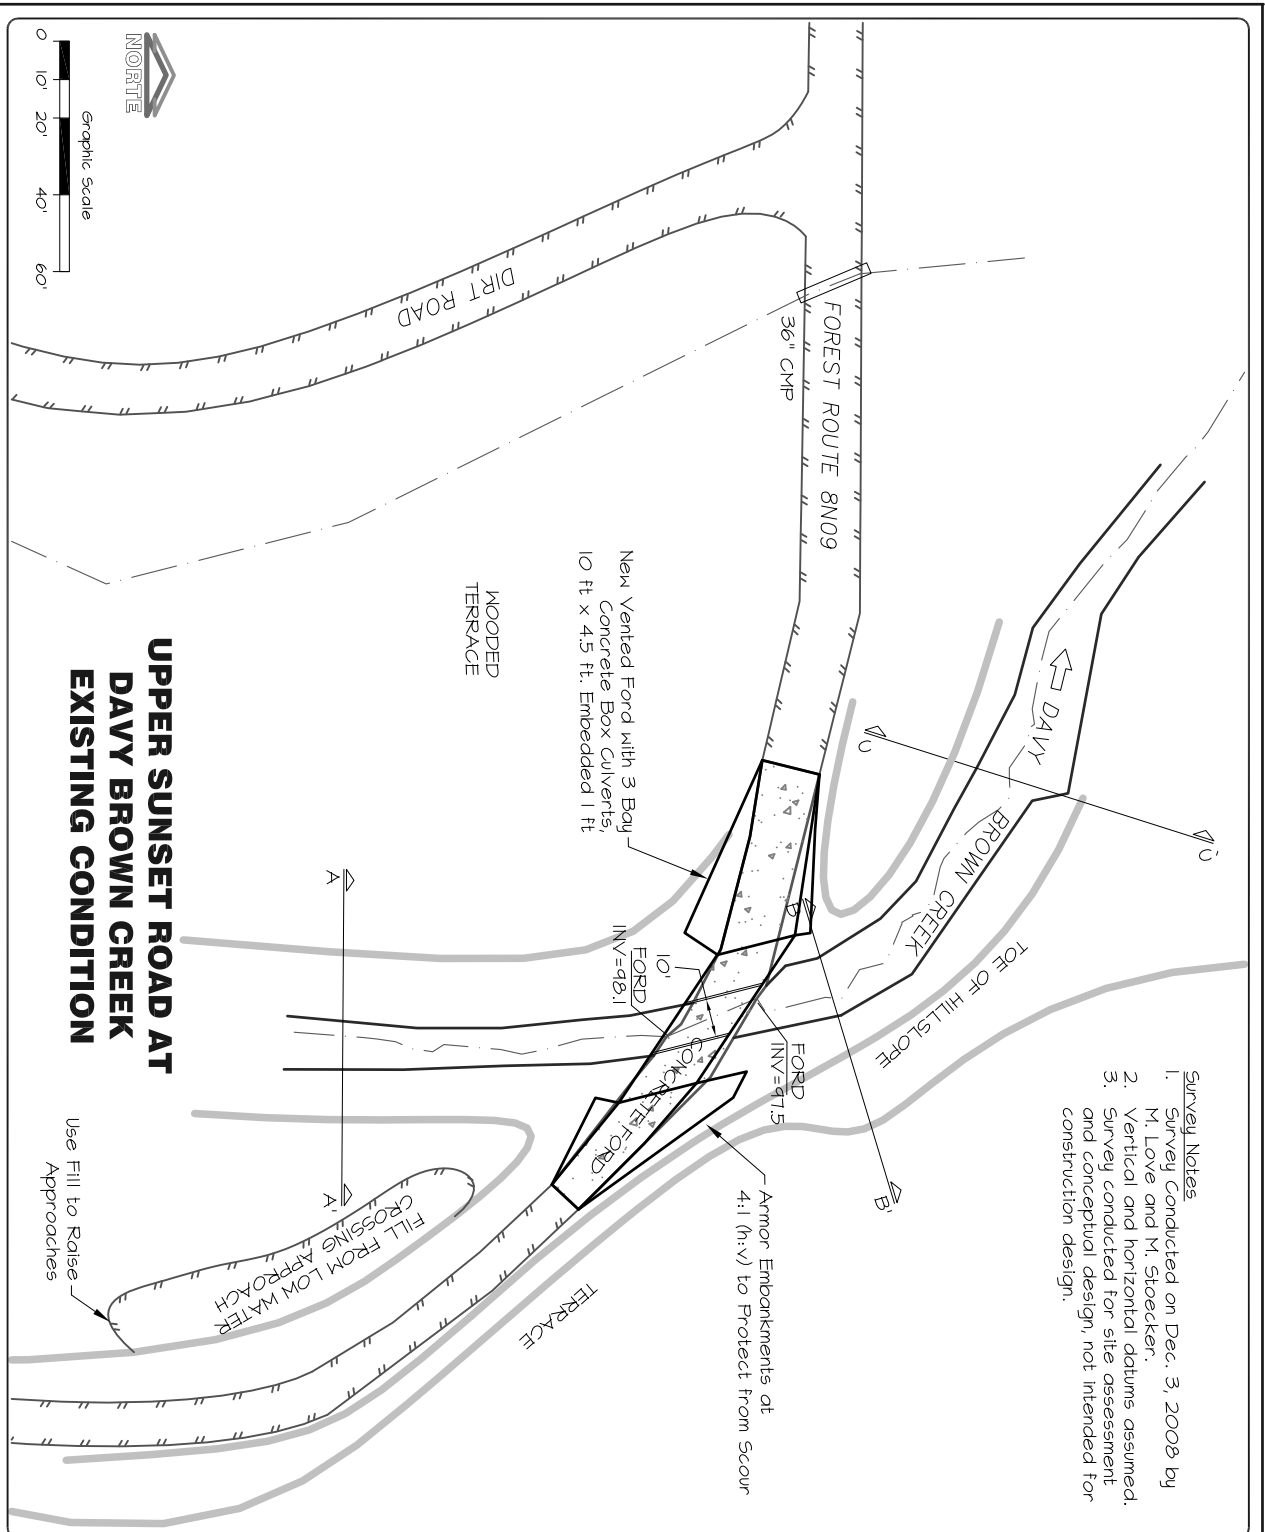 Survey Notes
1. Survey Conducted on Dec. 3, 2008 by
M. Love and M. Stoecker.
2. Vertical and horizontal datums assumed.
3. Survey conducted for site assessment
and conceptual design, not intended for
construction design.
C
C'
DAVY
BROWN CREEK
TOE OF HILLSLOPE
FOREST ROUTE 8N09
36" CMP
DIRT ROAD
B
B'
FORD
INV=97.5
10'
FORD
INV=98.1
CONCRETE FORD
Armor Embankments at
4:1 (h:v) to Protect from Scour
New Vented Ford with 3 Bay
Concrete Box Culverts,
10 ft x 4.5 ft. Embedded 1 ft
WOODED
TERRACE
TERRACE
A
A'
FILL FROM LOW WATER
CROSSING APPROACH
Use Fill to Raise
Approaches
NORTE
Graphic Scale
0 10' 20' 40' 60'
UPPER SUNSET ROAD AT
DAVY BROWN CREEK
EXISTING CONDITION